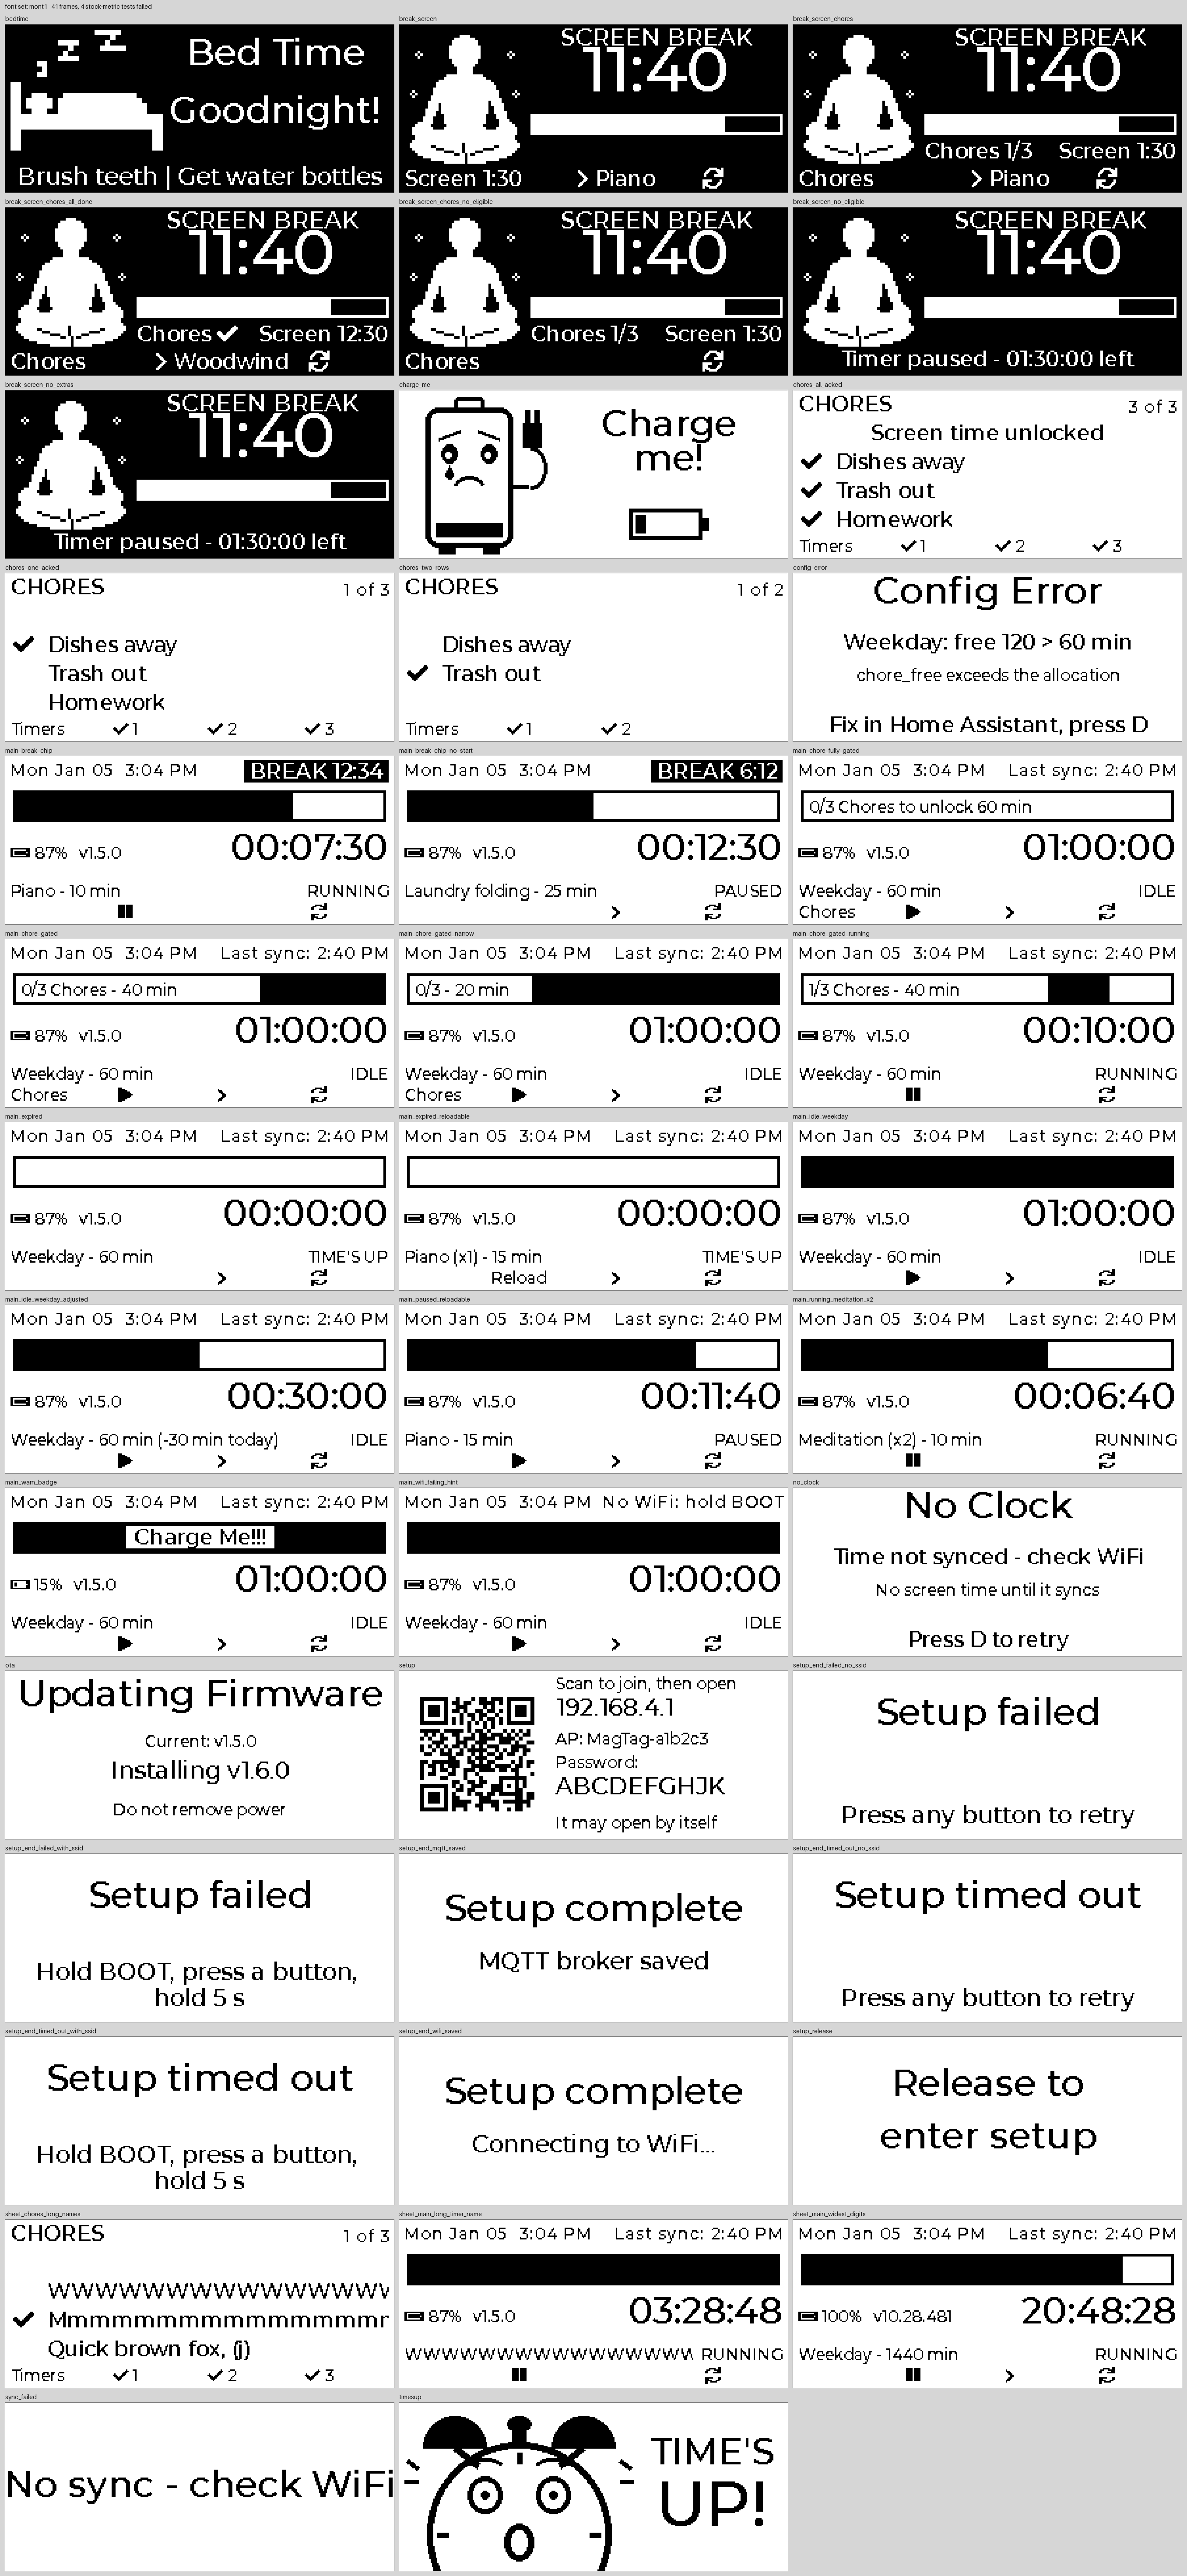 font set: mont1 41 frames, 4 stock-metric tests failed
bedtime
Bed Time
Goodnight!
Brush teeth | Get water bottles
break_screen
SCREEN BREAK
11:40
Screen 1:30 > Piano
break_screen_chores
SCREEN BREAK
11:40
Chores 1/3 Screen 1:30
Chores > Piano
break_screen_chores_all_done
SCREEN BREAK
11:40
Chores ✓ Screen 12:30
Chores > Woodwind
break_screen_chores_no_eligible
SCREEN BREAK
11:40
Chores 1/3 Screen 1:30
Chores
break_screen_no_eligible
SCREEN BREAK
11:40
Timer paused - 01:30:00 left
break_screen_no_extras
SCREEN BREAK
11:40
Timer paused - 01:30:00 left
charge_me
Charge
me!
chores_all_acked
CHORES 3 of 3
Screen time unlocked
✓ Dishes away
✓ Trash out
✓ Homework
Timers ✓1 ✓2 ✓3
chores_one_acked
CHORES 1 of 3
✓ Dishes away
Trash out
Homework
Timers ✓1 ✓2 ✓3
chores_two_rows
CHORES 1 of 2
Dishes away
✓ Trash out
Timers ✓1 ✓2
config_error
Config Error
Weekday: free 120 > 60 min
chore_free exceeds the allocation
Fix in Home Assistant, press D
main_break_chip
Mon Jan 05 3:04 PM BREAK 12:34
87% v1.5.0 00:07:30
Piano - 10 min RUNNING
main_break_chip_no_start
Mon Jan 05 3:04 PM BREAK 6:12
87% v1.5.0 00:12:30
Laundry folding - 25 min PAUSED
>
main_chore_fully_gated
Mon Jan 05 3:04 PM Last sync: 2:40 PM
0/3 Chores to unlock 60 min
87% v1.5.0 01:00:00
Weekday - 60 min IDLE
Chores >
main_chore_gated
Mon Jan 05 3:04 PM Last sync: 2:40 PM
0/3 Chores - 40 min
87% v1.5.0 01:00:00
Weekday - 60 min IDLE
Chores >
main_chore_gated_narrow
Mon Jan 05 3:04 PM Last sync: 2:40 PM
0/3 - 20 min
87% v1.5.0 01:00:00
Weekday - 60 min IDLE
Chores >
main_chore_gated_running
Mon Jan 05 3:04 PM Last sync: 2:40 PM
1/3 Chores - 40 min
87% v1.5.0 00:10:00
Weekday - 60 min RUNNING
main_expired
Mon Jan 05 3:04 PM Last sync: 2:40 PM
87% v1.5.0 00:00:00
Weekday - 60 min TIME'S UP
>
main_expired_reloadable
Mon Jan 05 3:04 PM Last sync: 2:40 PM
87% v1.5.0 00:00:00
Piano (x1) - 15 min TIME'S UP
Reload >
main_idle_weekday
Mon Jan 05 3:04 PM Last sync: 2:40 PM
87% v1.5.0 01:00:00
Weekday - 60 min IDLE
>
main_idle_weekday_adjusted
Mon Jan 05 3:04 PM Last sync: 2:40 PM
87% v1.5.0 00:30:00
Weekday - 60 min (-30 min today) IDLE
>
main_paused_reloadable
Mon Jan 05 3:04 PM Last sync: 2:40 PM
87% v1.5.0 00:11:40
Piano - 15 min PAUSED
>
main_running_meditation_x2
Mon Jan 05 3:04 PM Last sync: 2:40 PM
87% v1.5.0 00:06:40
Meditation (x2) - 10 min RUNNING
main_warn_badge
Mon Jan 05 3:04 PM Last sync: 2:40 PM
Charge Me!!!
15% v1.5.0 01:00:00
Weekday - 60 min IDLE
>
main_wifi_failing_hint
Mon Jan 05 3:04 PM No WiFi: hold BOOT
87% v1.5.0 01:00:00
Weekday - 60 min IDLE
>
no_clock
No Clock
Time not synced - check WiFi
No screen time until it syncs
Press D to retry
ota
Updating Firmware
Current: v1.5.0
Installing v1.6.0
Do not remove power
setup
Scan to join, then open
192.168.4.1
AP: MagTag-a1b2c3
Password:
ABCDEFGHJK
It may open by itself
setup_end_failed_no_ssid
Setup failed
Press any button to retry
setup_end_failed_with_ssid
Setup failed
Hold BOOT, press a button,
hold 5 s
setup_end_mqtt_saved
Setup complete
MQTT broker saved
setup_end_timed_out_no_ssid
Setup timed out
Press any button to retry
setup_end_timed_out_with_ssid
Setup timed out
Hold BOOT, press a button,
hold 5 s
setup_end_wifi_saved
Setup complete
Connecting to WiFi...
setup_release
Release to
enter setup
sheet_chores_long_names
CHORES 1 of 3
✓
Quick brown fox, (j)
Timers ✓1 ✓2 ✓3
sheet_main_long_timer_name
Mon Jan 05 3:04 PM Last sync: 2:40 PM
87% v1.5.0 03:28:48
RUNNING
sheet_main_widest_digits
Mon Jan 05 3:04 PM Last sync: 2:40 PM
100% v10.28.481 20:48:28
Weekday - 1440 min RUNNING
>
sync_failed
No sync - check WiFi
timesup
TIME'S
UP!